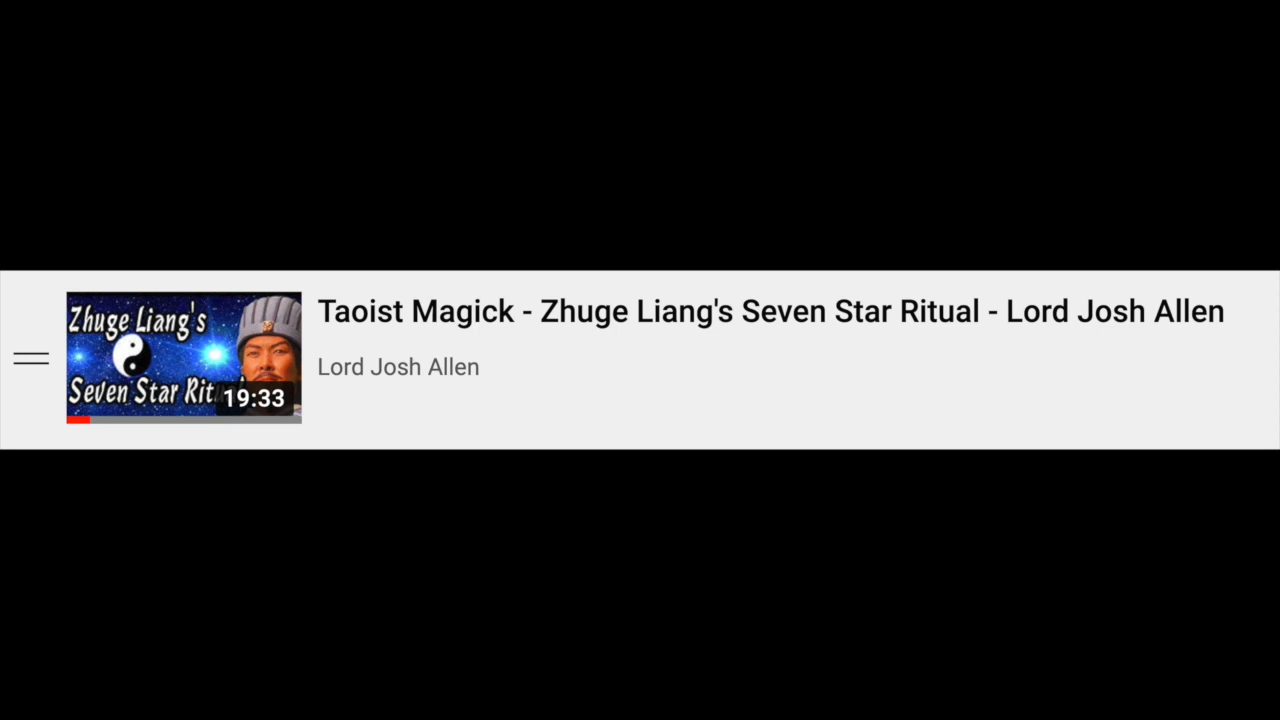 Zhuge Liang's
Seven Star Rit
19:33
Taoist Magick - Zhuge Liang's Seven Star Ritual - Lord Josh Allen
Lord Josh Allen